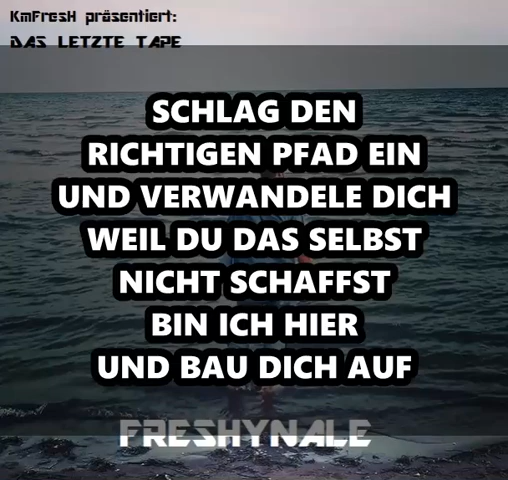 KmFresH präsentiert:
DAS LETZTE TAPE
SCHLAG DEN
RICHTIGEN PFAD EIN
UND VERWANDELE DICH
WEIL DU DAS SELBST
NICHT SCHAFFST
BIN ICH HIER
UND BAU DICH AUF
FRESHYNALE